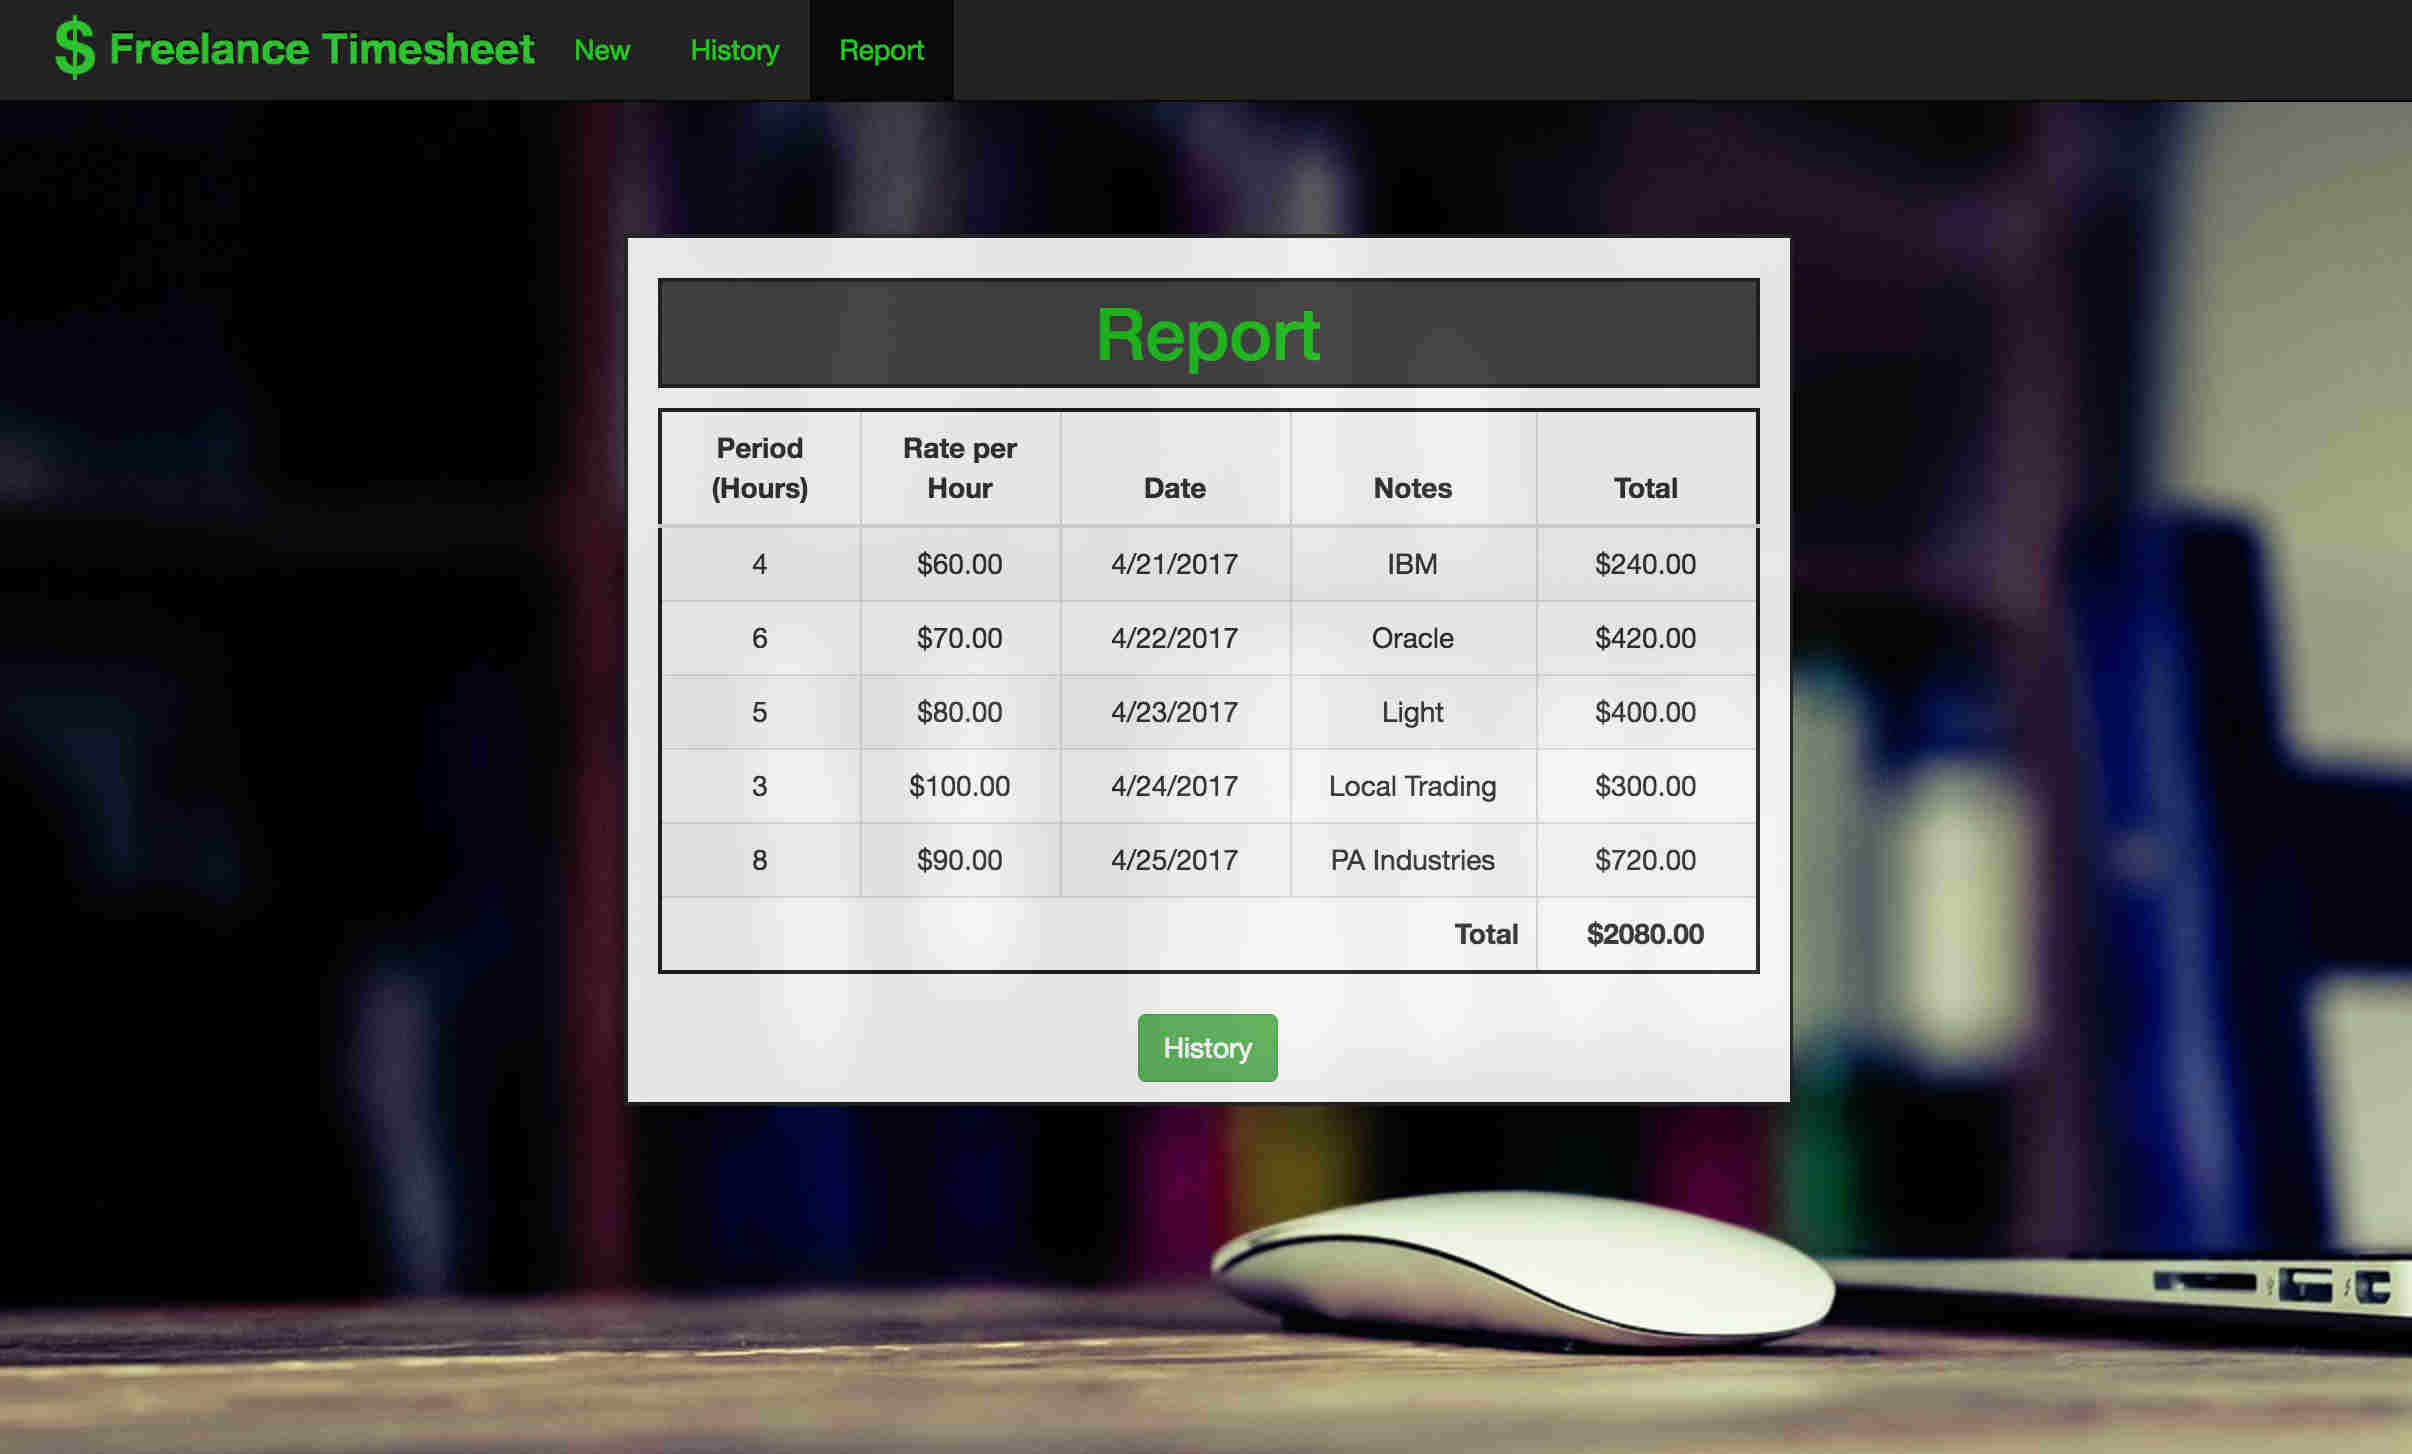 $ Freelance Timesheet New History Report
Report
Period (Hours) Rate per Hour Date Notes Total
4 $60.00 4/21/2017 IBM $240.00
6 $70.00 4/22/2017 Oracle $420.00
5 $80.00 4/23/2017 Light $400.00
3 $100.00 4/24/2017 Local Trading $300.00
8 $90.00 4/25/2017 PA Industries $720.00
Total $2080.00
History